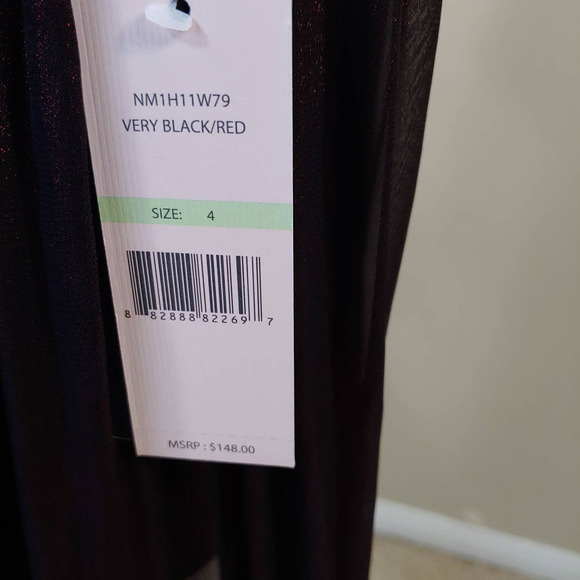 NM1H11W79
VERY BLACK/RED
SIZE: 4
8 82888 82269 7
MSRP : $148.00